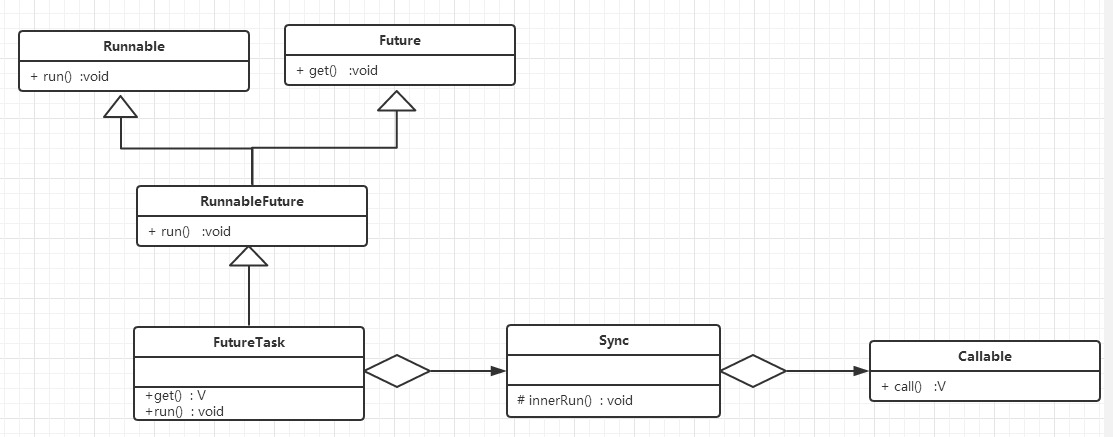 Runnable
+ run() :void
Future
+ get() :void
RunnableFuture
+ run() :void
FutureTask
+get() : V
+run() : void
Sync
# innerRun() : void
Callable
+ call() :V